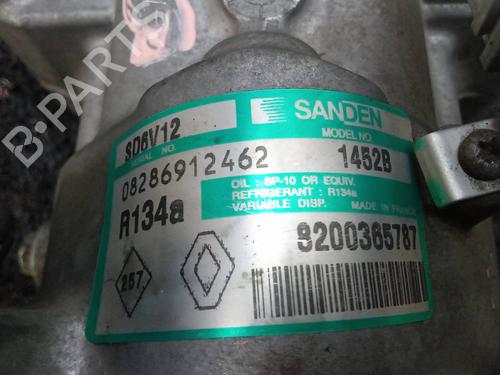 B-PARTS
SD6V12
SANDEN
SERIAL NO.
MODEL NO.
08286912462
1452B
OIL : SP-10 OR EQUIV.
REFRIGERANT : R134a
VARIABLE DISP. MADE IN FRANCE
R134a
8200365787
257